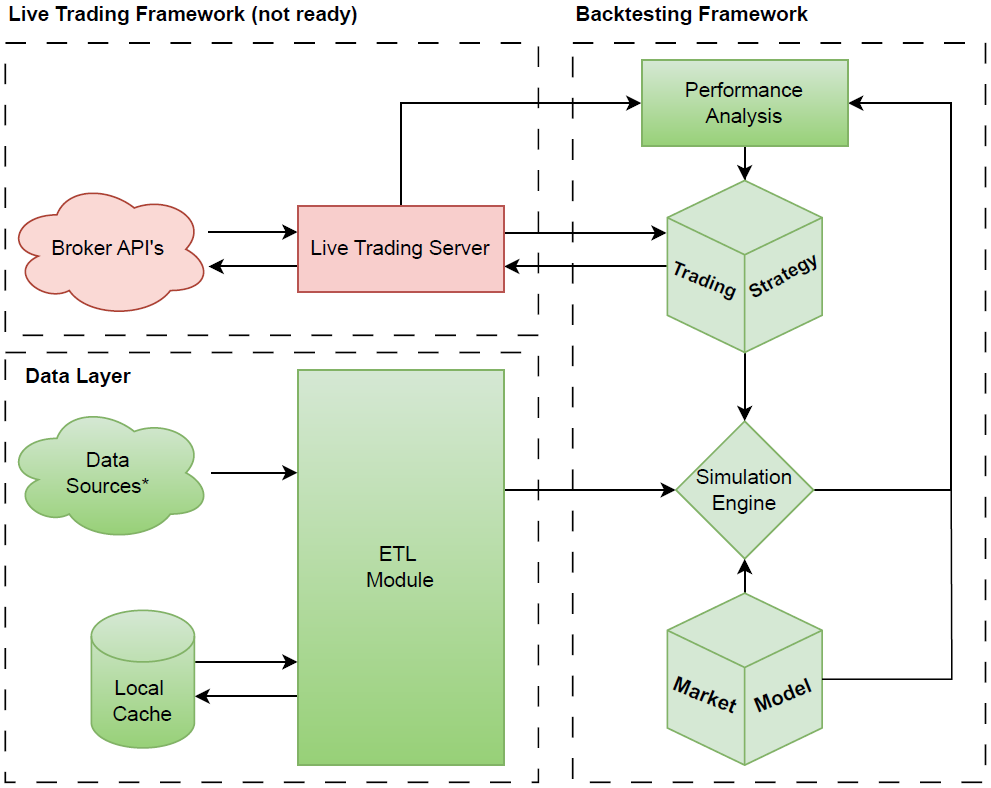 Live Trading Framework (not ready)
Backtesting Framework
Performance
Analysis
Broker API's
Live Trading Server
Trading
Strategy
Data Layer
Data
Sources*
Simulation
Engine
ETL
Module
Local
Cache
Market
Model